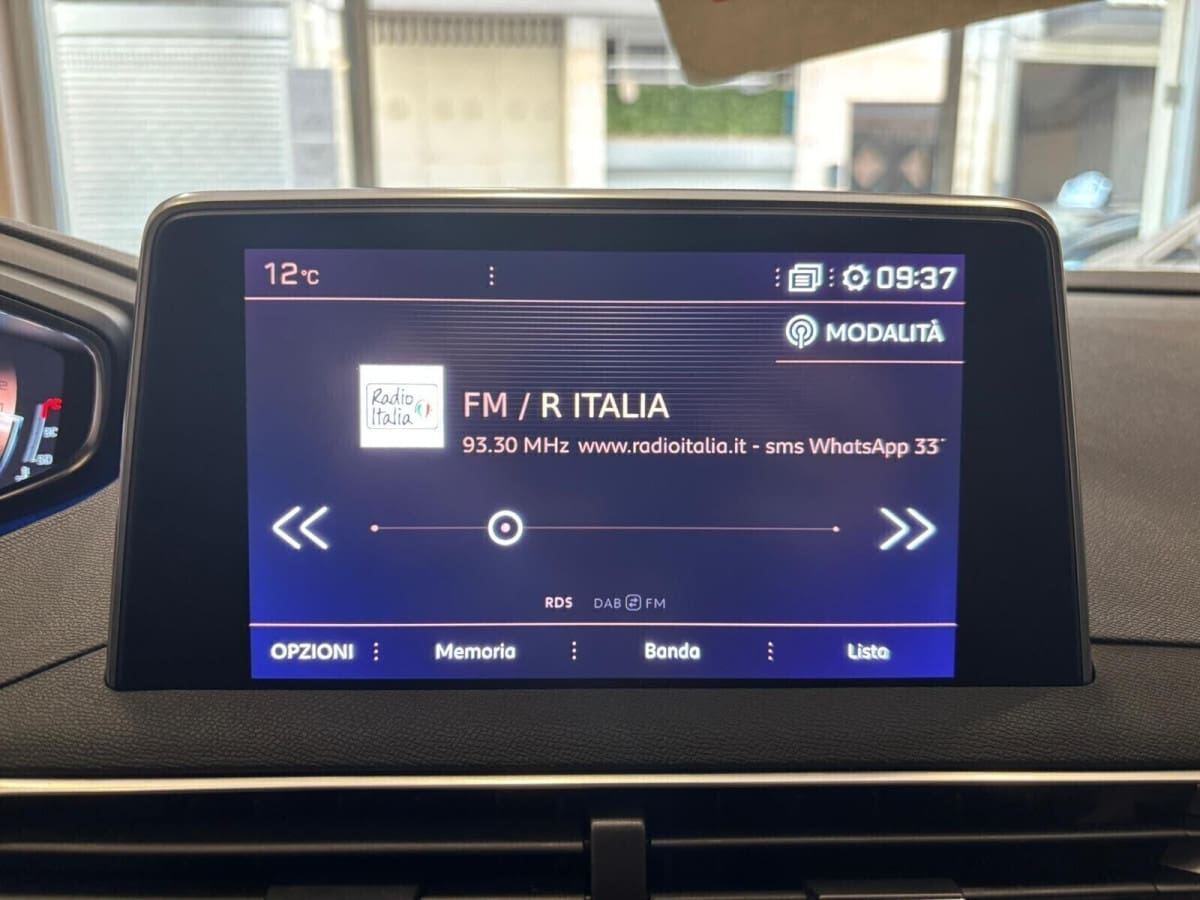 12°C
09:37
MODALITÀ
Radio
Italia
FM / R ITALIA
93.30 MHz www.radioitalia.it - sms WhatsApp 33
RDS DAB FM
OPZIONI Memoria Banda Lista